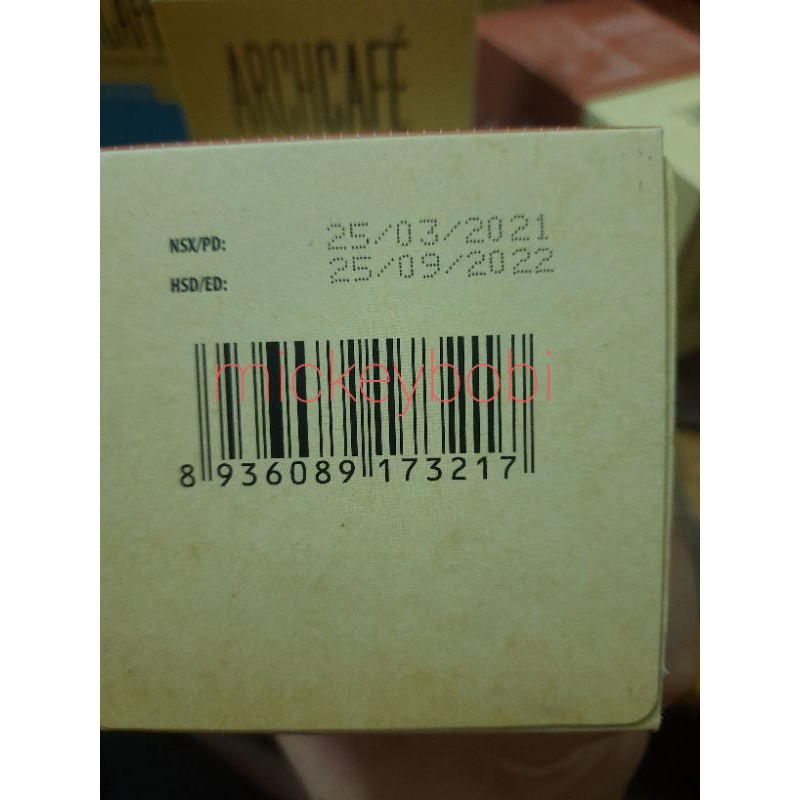 ARCHCAFÉ
NSX/PD: 25/03/2021
HSD/ED: 25/09/2022
mickeybobi
8 936089 173217